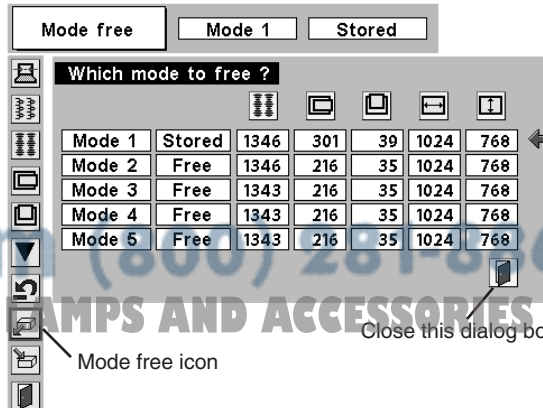 Mode free Mode 1 Stored
Which mode to free ?
Mode 1 Stored 1346 301 39 1024 768
Mode 2 Free 1346 216 35 1024 768
Mode 3 Free 1343 216 35 1024 768
Mode 4 Free 1343 216 35 1024 768
Mode 5 Free 1343 216 35 1024 768
(800) 281-
AMPS AND ACCESSORIES
Close this dialog
Mode free icon